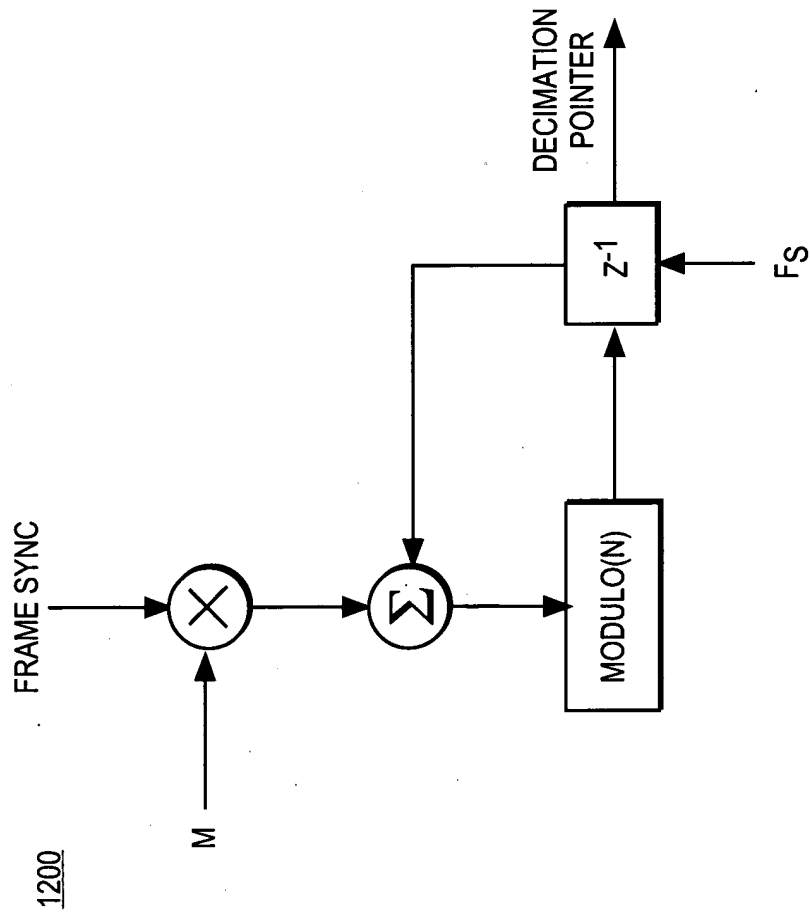 1200
FRAME SYNC
M
×
Σ
MODULO(N)
Z⁻¹
DECIMATION
POINTER
FS